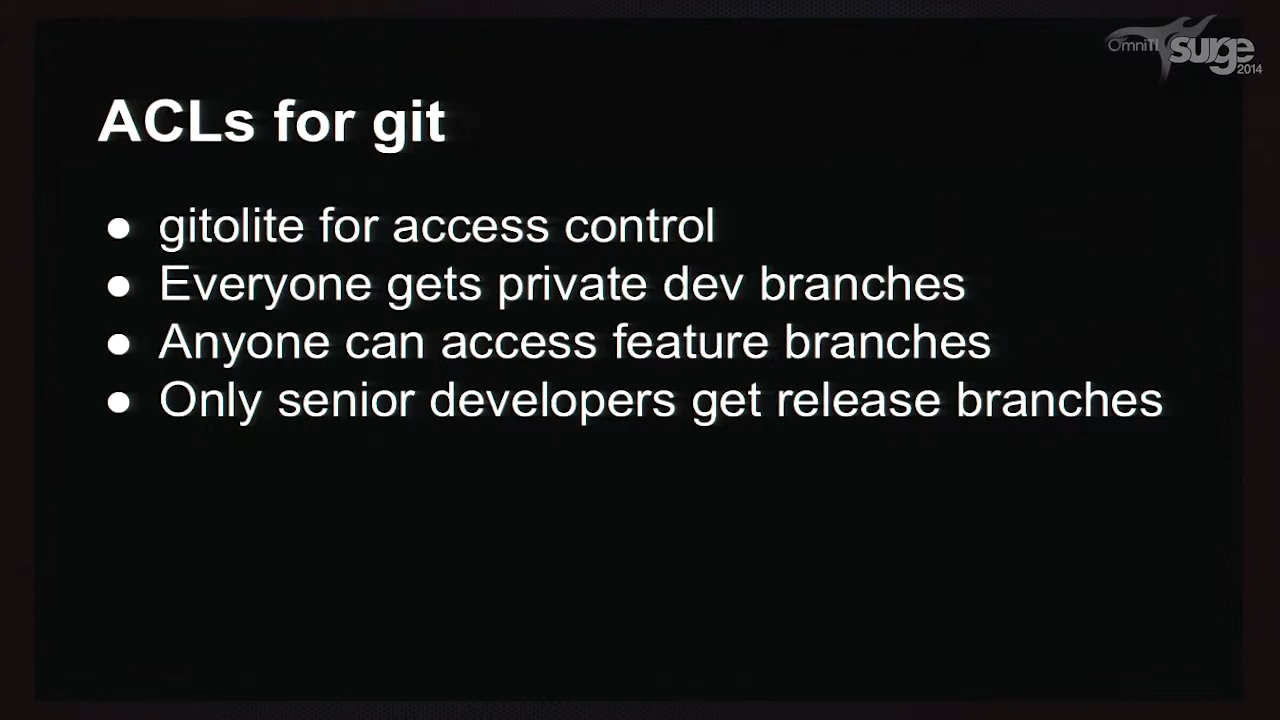 OmniTI surge 2014
ACLs for git
● gitolite for access control
● Everyone gets private dev branches
● Anyone can access feature branches
● Only senior developers get release branches